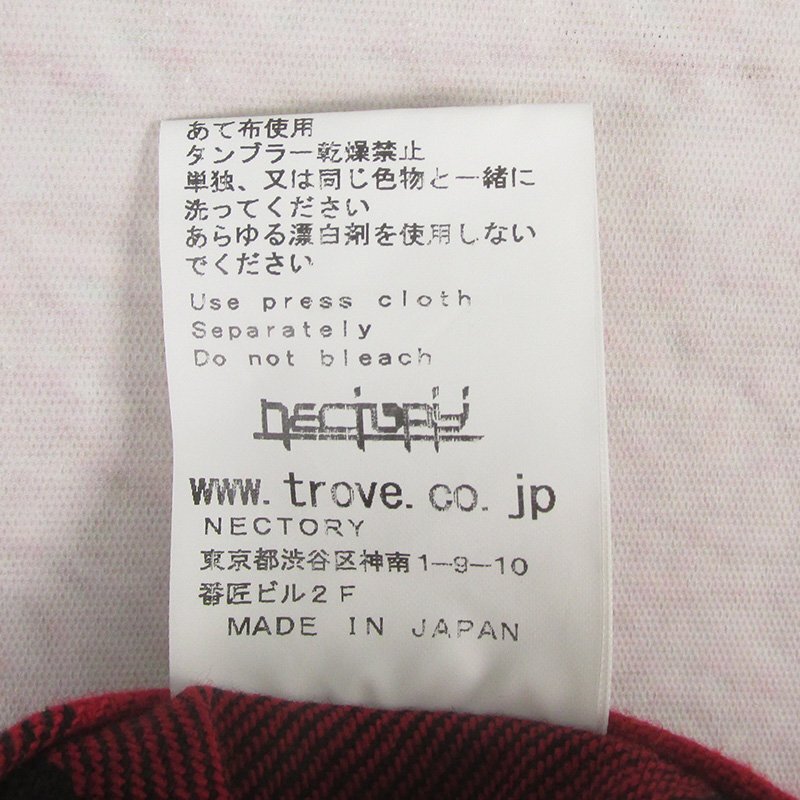 あて布使用
タンブラー乾燥禁止
単独、又は同じ色物と一緒に
洗ってください
あらゆる漂白剤を使用しない
でください
Use press cloth
Separately
Do not bleach
nectory
www.trove.co.jp
NECTORY
東京都渋谷区神南1-9-10
番匠ビル2F
MADE IN JAPAN